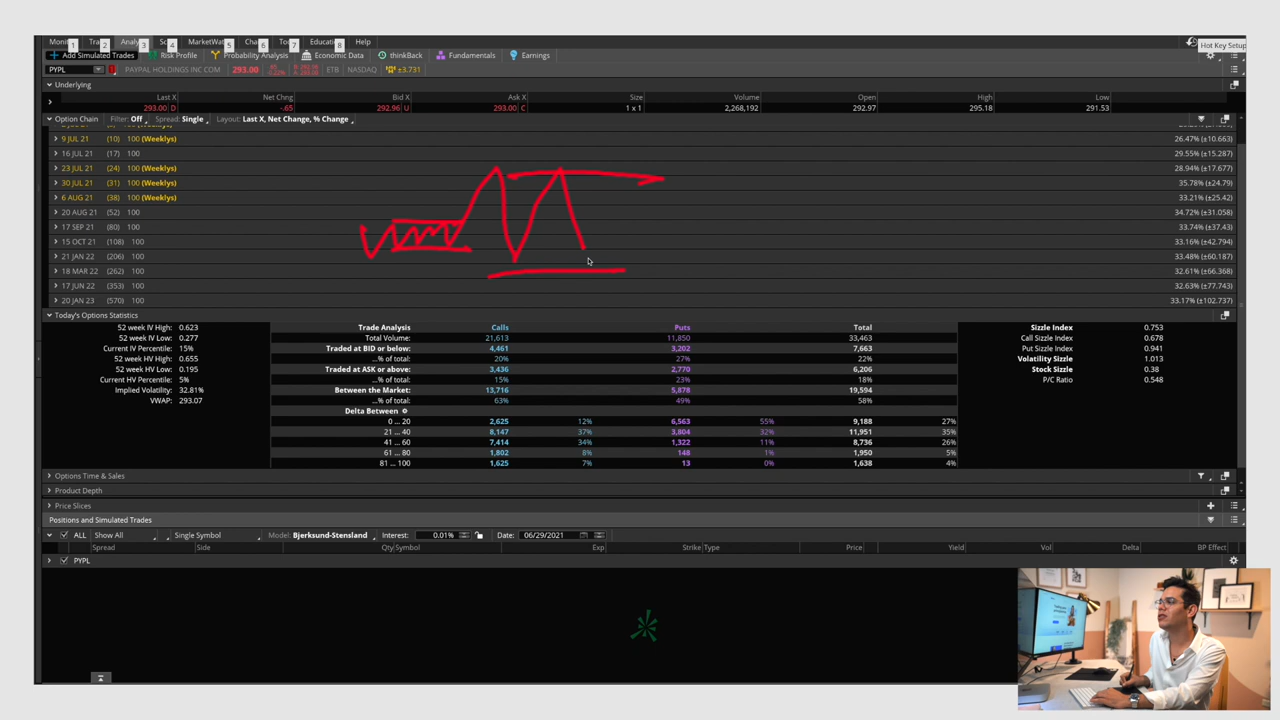 Hot Key Setup
1 2 3 4 5 6 7 8 Help
Add Simulated Trades Risk Profile Probability Analysis Economic Data thinkBack Fundamentals Earnings
PYPL PAYPAL HOLDINGS INC COM 293.00 ETB NASDAQ ±3.731
Underlying
Last X Net Chng Bid X Ask X Size Volume Open High Low
293.00 D -.65 292.96 U 293.00 C 1 x 1 2,268,192 292.97 295.18 291.53
Option Chain Filter: Off Spread: Single Layout: Last X, Net Change, % Change
9 JUL 21 (10) 100 (Weeklys) 26.47% (±10.663)
16 JUL 21 (17) 100 29.55% (±15.287)
23 JUL 21 (24) 100 (Weeklys) 28.94% (±17.677)
30 JUL 21 (31) 100 (Weeklys) 35.78% (±24.79)
6 AUG 21 (38) 100 (Weeklys) 33.21% (±25.42)
20 AUG 21 (52) 100 34.72% (±31.058)
17 SEP 21 (80) 100 33.74% (±37.43)
15 OCT 21 (108) 100 33.16% (±42.794)
21 JAN 22 (206) 100 33.48% (±60.187)
18 MAR 22 (262) 100 32.61% (±66.368)
17 JUN 22 (353) 100 32.63% (±77.743)
20 JAN 23 (570) 100 33.17% (±102.737)
Today's Options Statistics
52 week IV High: 0.623 Trade Analysis Calls Puts Total Sizzle Index 0.753
52 week IV Low: 0.277 Total Volume: 21,613 11,850 33,463 Call Sizzle Index 0.678
Current IV Percentile: 15% Traded at BID or below: 4,461 3,202 7,663 Put Sizzle Index 0.941
52 week HV High: 0.655 ...% of total: 20% 27% 22% Volatility Sizzle 1.013
52 week HV Low: 0.195 Traded at ASK or above: 3,436 2,770 6,206 Stock Sizzle 0.38
Current HV Percentile: 5% ...% of total: 15% 23% 18% P/C Ratio 0.548
Implied Volatility: 32.81% Between the Market: 13,716 5,878 19,594
VWAP: 293.07 ...% of total: 63% 49% 58%
Delta Between
0 ... 20 2,625 12% 6,563 55% 9,188 27%
21 ... 40 8,147 37% 3,804 32% 11,951 35%
41 ... 60 7,414 34% 1,322 11% 8,736 26%
61 ... 80 1,802 8% 148 1% 1,950 5%
81 ... 100 1,625 7% 13 0% 1,638 4%
Options Time & Sales
Product Depth
Price Slices
Positions and Simulated Trades
ALL Show All Single Symbol Model: Bjerksund-Stensland Interest: 0.01% Date: 06/29/2021
Spread Side Qty Symbol Exp Strike Type Price Yield Vol Delta BP Effect
PYPL